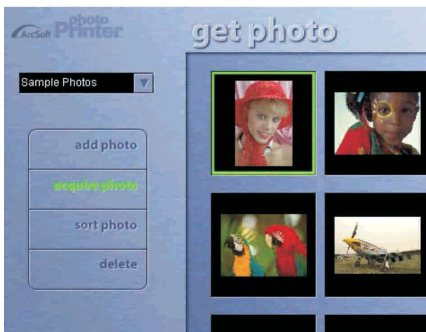 ArcSoft photo Printer
get photo
Sample Photos
add photo
acquire photo
sort photo
delete